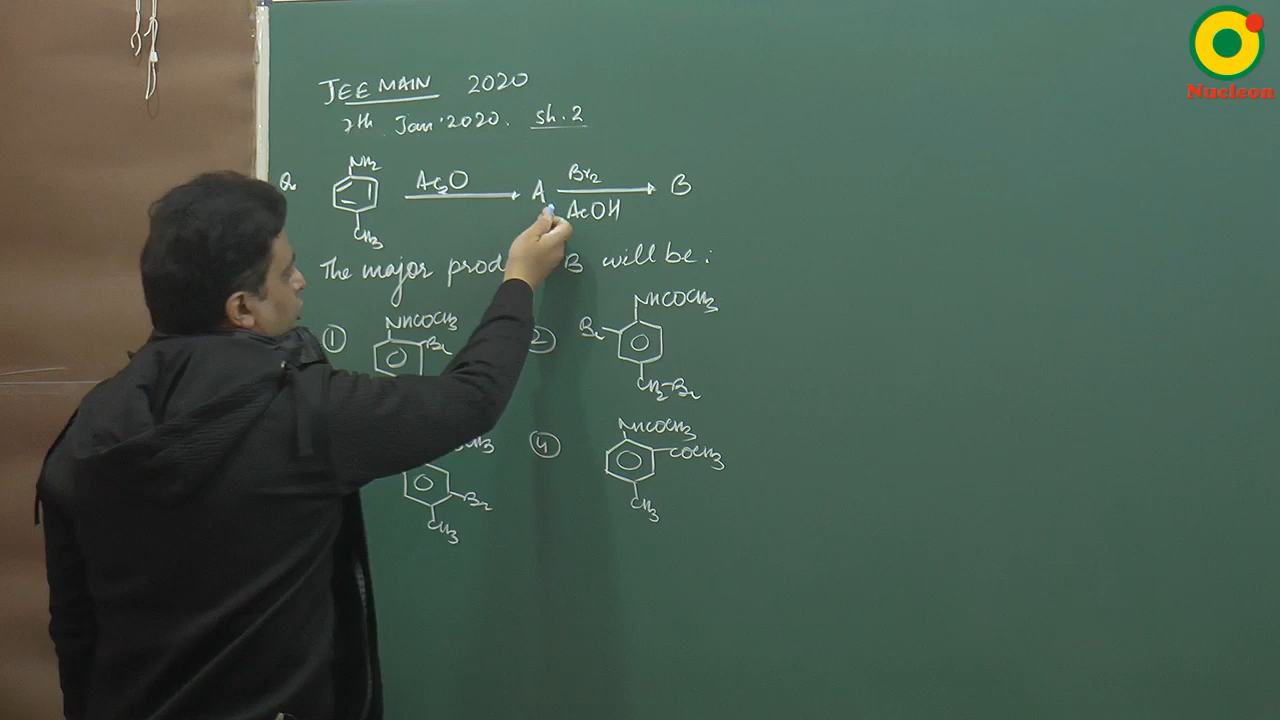 Nucleon
JEE MAIN 2020
7th Jan' 2020. sh. 2
Q. NH2 Ac2O A Br2 B
AcOH
CH3
The major prod B will be :
① NHCOCH3 Br
② NHCOCH3 Br
CH2-Br
CH3 Br
CH3
④ NHCOCH3 COCH3
CH3